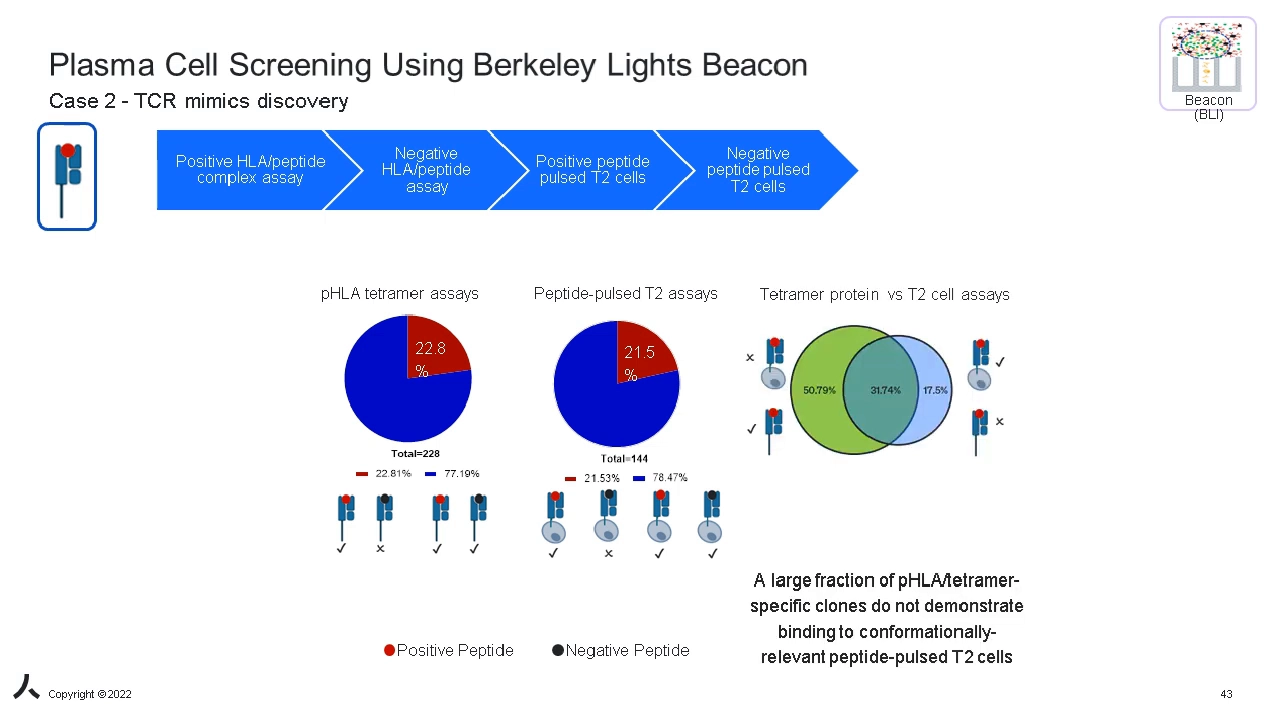 Plasma Cell Screening Using Berkeley Lights Beacon
Case 2 - TCR mimics discovery
Beacon
(BLI)
Positive HLA/peptide
complex assay
Negative
HLA/peptide
assay
Positive peptide
pulsed T2 cells
Negative
peptide pulsed
T2 cells
pHLA tetramer assays
22.8
%
Total=228
22.81% 77.19%
Peptide-pulsed T2 assays
21.5
%
Total=144
21.53% 78.47%
Tetramer protein vs T2 cell assays
50.79% 31.74% 17.5%
A large fraction of pHLA/tetramer-
specific clones do not demonstrate
binding to conformationally-
relevant peptide-pulsed T2 cells
Positive Peptide
Negative Peptide
Copyright © 2022
43